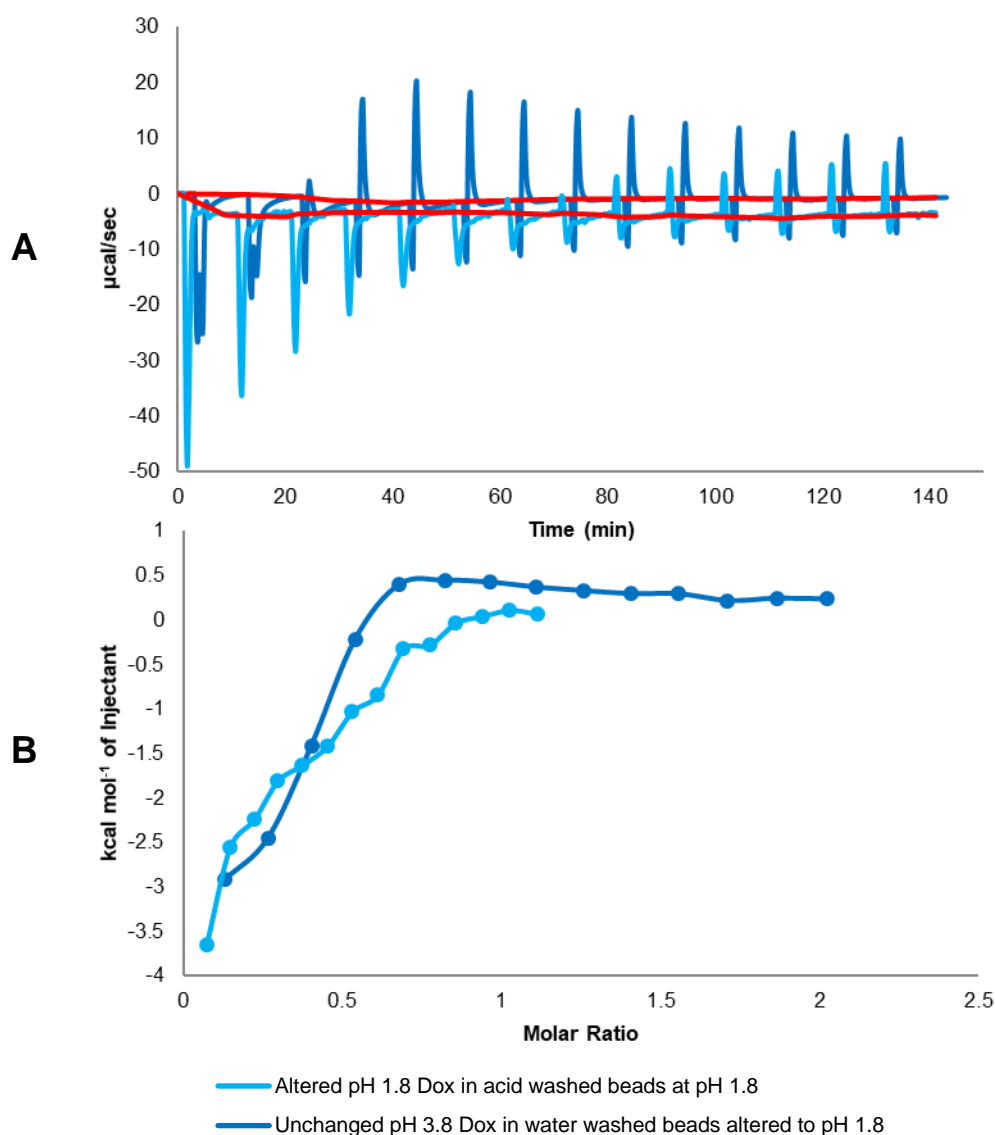 30
20
10
0
-10
-20
-30
-40
-50
µcal/sec
A
0 20 40 60 80 100 120 140
Time (min)
1
0.5
0
-0.5
-1
-1.5
-2
-2.5
-3
-3.5
-4
kcal mol⁻¹ of Injectant
B
0 0.5 1 1.5 2 2.5
Molar Ratio
Altered pH 1.8 Dox in acid washed beads at pH 1.8
Unchanged pH 3.8 Dox in water washed beads altered to pH 1.8